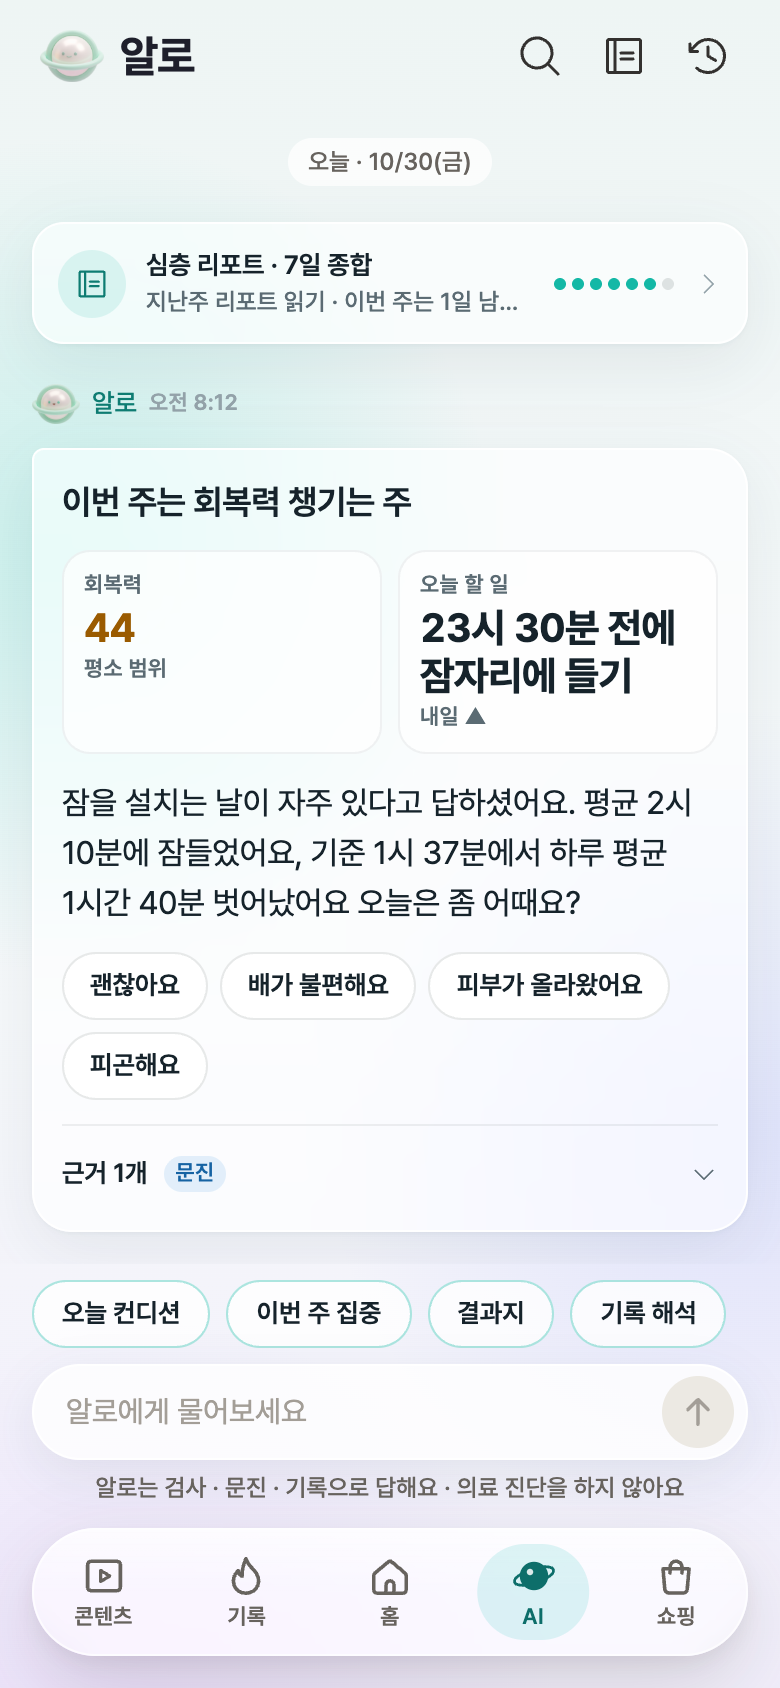 알로
오늘 · 10/30(금)
심층 리포트 · 7일 종합
지난주 리포트 읽기 · 이번 주는 1일 남...
알로 오전 8:12
이번 주는 회복력 챙기는 주
회복력
44
평소 범위
오늘 할 일
23시 30분 전에
잠자리에 들기
내일 ▲
잠을 설치는 날이 자주 있다고 답하셨어요. 평균 2시
10분에 잠들었어요, 기준 1시 37분에서 하루 평균
1시간 40분 벗어났어요 오늘은 좀 어때요?
괜찮아요 배가 불편해요 피부가 올라왔어요
피곤해요
근거 1개 문진
오늘 컨디션 이번 주 집중 결과지 기록 해석
알로에게 물어보세요
알로는 검사 · 문진 · 기록으로 답해요 · 의료 진단을 하지 않아요
콘텐츠 기록 홈 AI 쇼핑